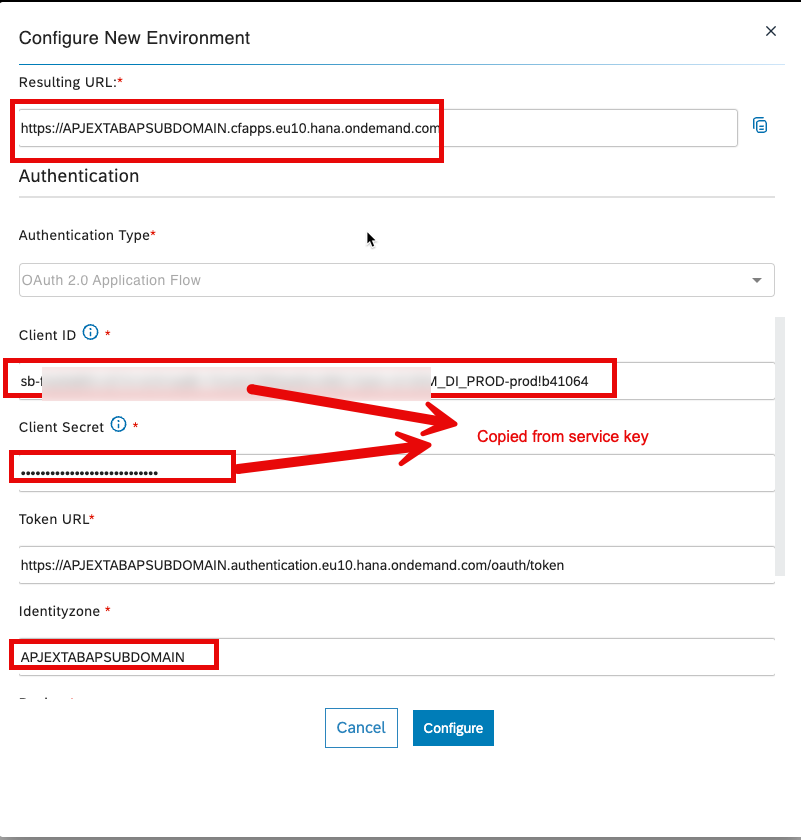 Configure New Environment
Resulting URL:*
https://APJEXTABAPSUBDOMAIN.cfapps.eu10.hana.ondemand.com
Authentication
Authentication Type*
OAuth 2.0 Application Flow
Client ID *
M_DI_PROD-prod!b41064
Client Secret *
Copied from service key
Token URL*
https://APJEXTABAPSUBDOMAIN.authentication.eu10.hana.ondemand.com/oauth/token
Identityzone *
APJEXTABAPSUBDOMAIN
Cancel
Configure